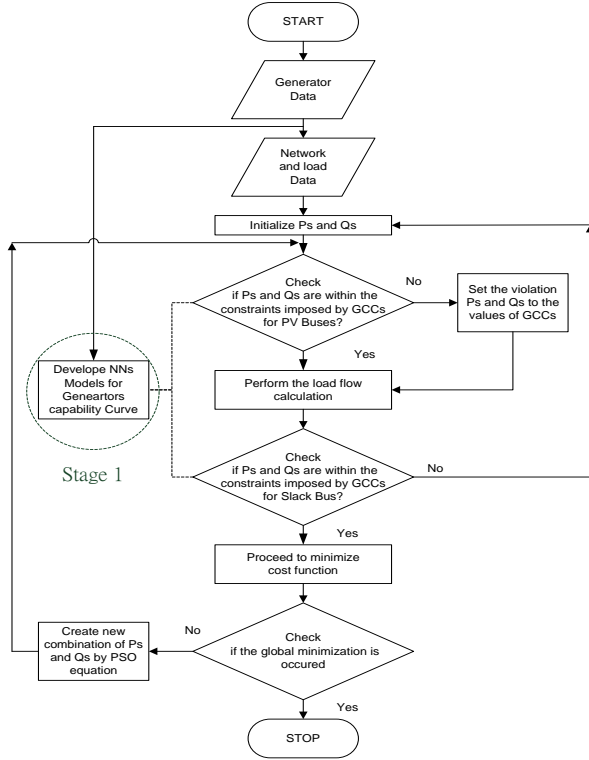 START
Generator
Data
Network
and load
Data
Initialize Ps and Qs
Check
if Ps and Qs are within the
constraints imposed by GCCs
for PV Buses?
No
Set the violation
Ps and Qs to the
values of GCCs
Yes
Develope NNs
Models for
Geneartors
capability Curve
Stage 1
Perform the load flow
calculation
Check
if Ps and Qs are within the
constraints imposed by GCCs
for Slack Bus?
No
Yes
Proceed to minimize
cost function
Check
if the global minimization is
occured
No
Create new
combination of Ps
and Qs by PSO
equation
Yes
STOP